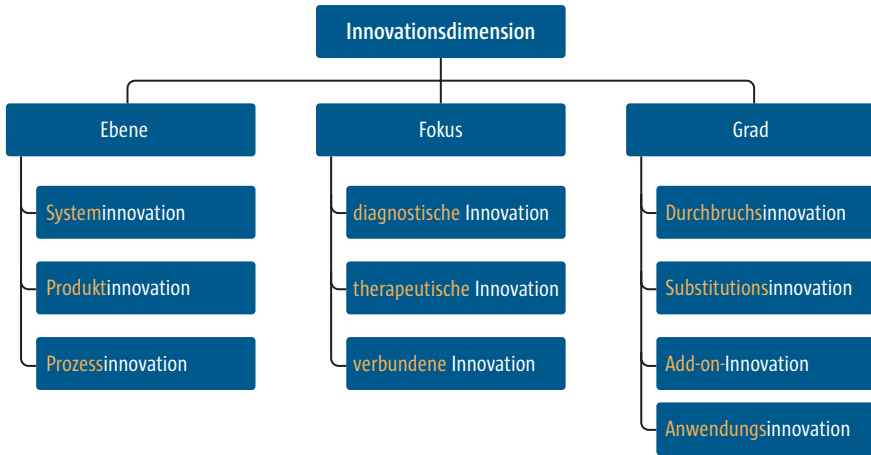 Innovationsdimension
Ebene
Systeminnovation
Produktinnovation
Prozessinnovation
Fokus
diagnostische Innovation
therapeutische Innovation
verbundene Innovation
Grad
Durchbruchsinnovation
Substitutionsinnovation
Add-on-Innovation
Anwendungsinnovation